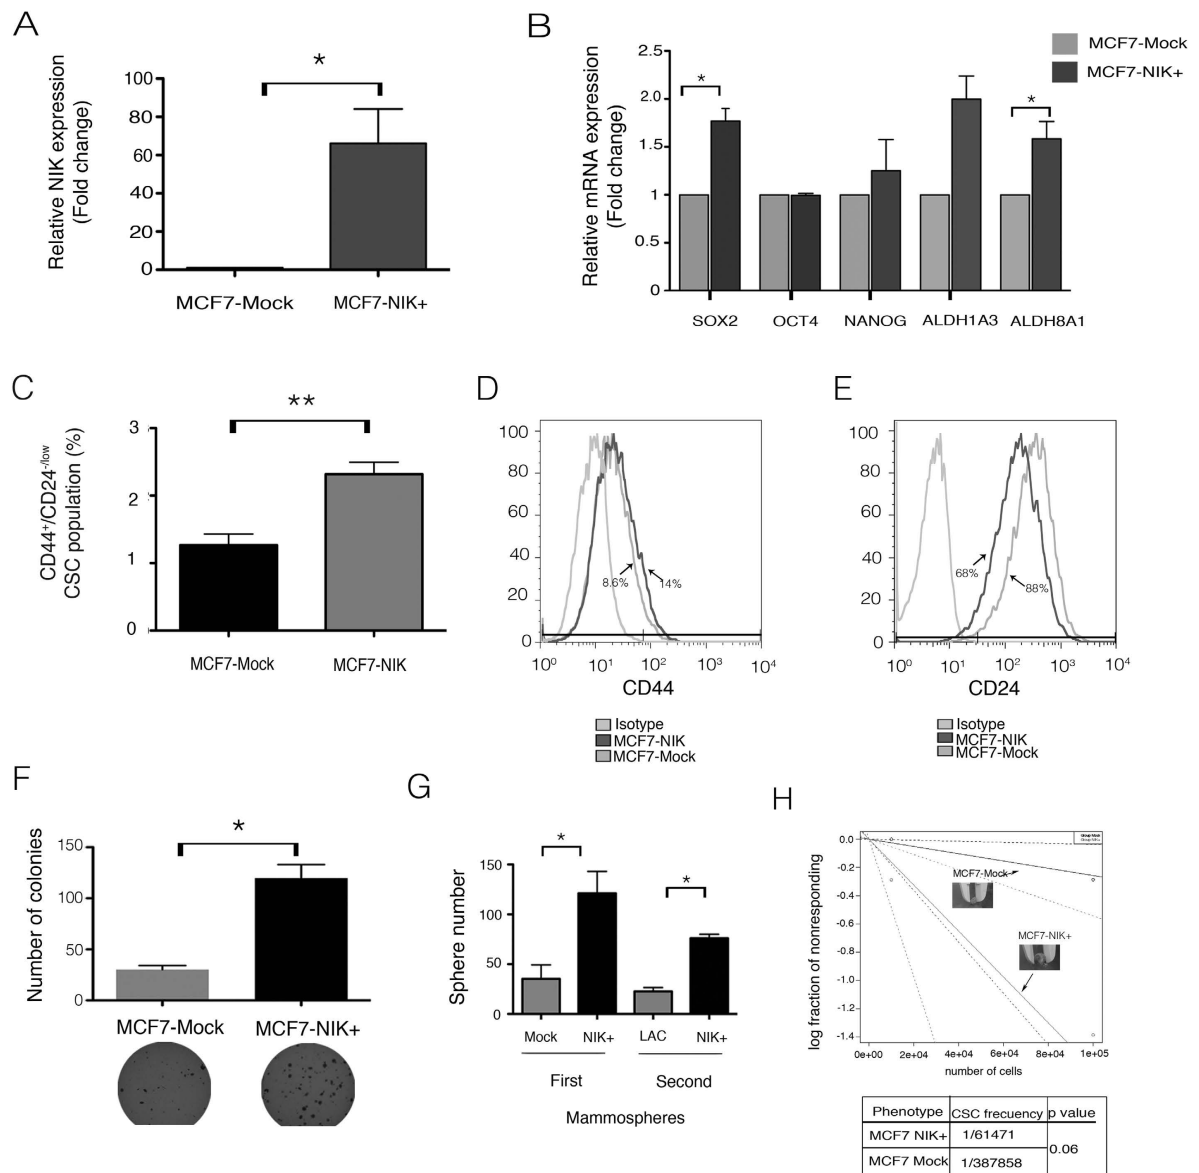 A
*
Relative NIK expression
(Fold change)
100
80
60
40
20
0
MCF7-Mock
MCF7-NIK+
B
MCF7-Mock
MCF7-NIK+
Relative mRNA expression
(Fold change)
2.5
2.0
1.5
1
0.5
0
*
*
SOX2
OCT4
NANOG
ALDH1A3
ALDH8A1
C
**
CD44+/CD24-/low
CSC population (%)
3
2
1
0
MCF7-Mock
MCF7-NIK
D
100
80
60
40
20
0
8.6%
14%
10⁰
10¹
10²
10³
10⁴
CD44
Isotype
MCF7-NIK
MCF7-Mock
E
100
80
60
40
20
0
68%
88%
10⁰
10¹
10²
10³
10⁴
CD24
Isotype
MCF7-NIK
MCF7-Mock
F
*
Number of colonies
150
100
50
0
MCF7-Mock
MCF7-NIK+
G
*
*
Sphere number
150
100
50
0
Mock
NIK+
LAC
NIK+
First
Second
Mammospheres
H
Group Mock
Group NIK+
log fraction of nonresponding
0.0
-0.2
-0.4
-0.6
-0.8
-1.0
-1.2
-1.4
MCF7-Mock
MCF7-NIK+
0e+00
2e+04
4e+04
6e+04
8e+04
1e+05
number of cells
Phenotype CSC frecuency p value
MCF7 NIK+ 1/61471
0.06
MCF7 Mock 1/387858